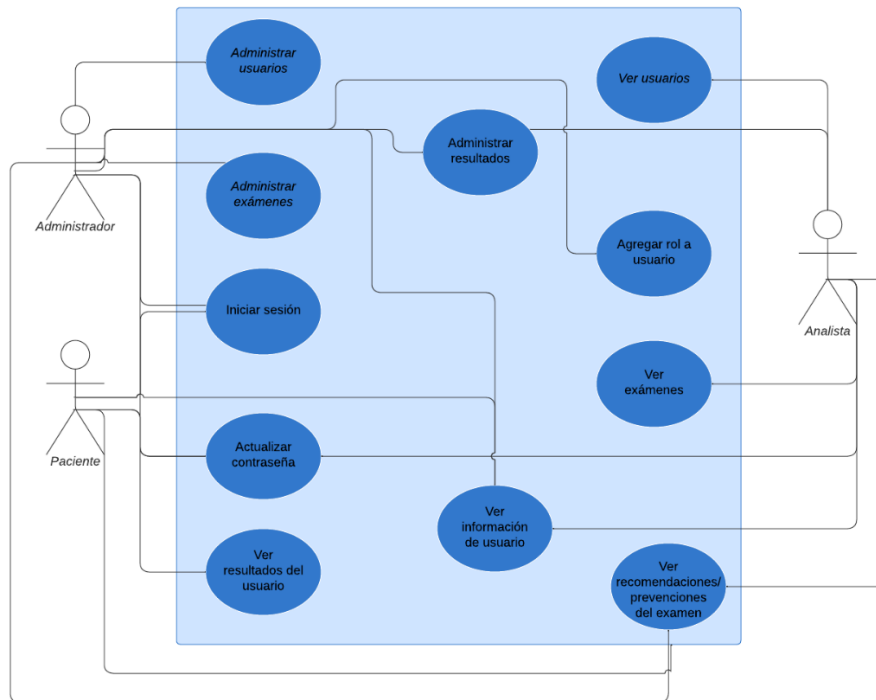 Administrar
usuarios
Ver usuarios
Administrar
resultados
Administrar
exámenes
Administrador
Agregar rol a
usuario
Iniciar sesión
Analista
Ver
exámenes
Paciente
Actualizar
contraseña
Ver
información
de usuario
Ver
resultados del
usuario
Ver
recomendaciones/
prevenciones
del examen